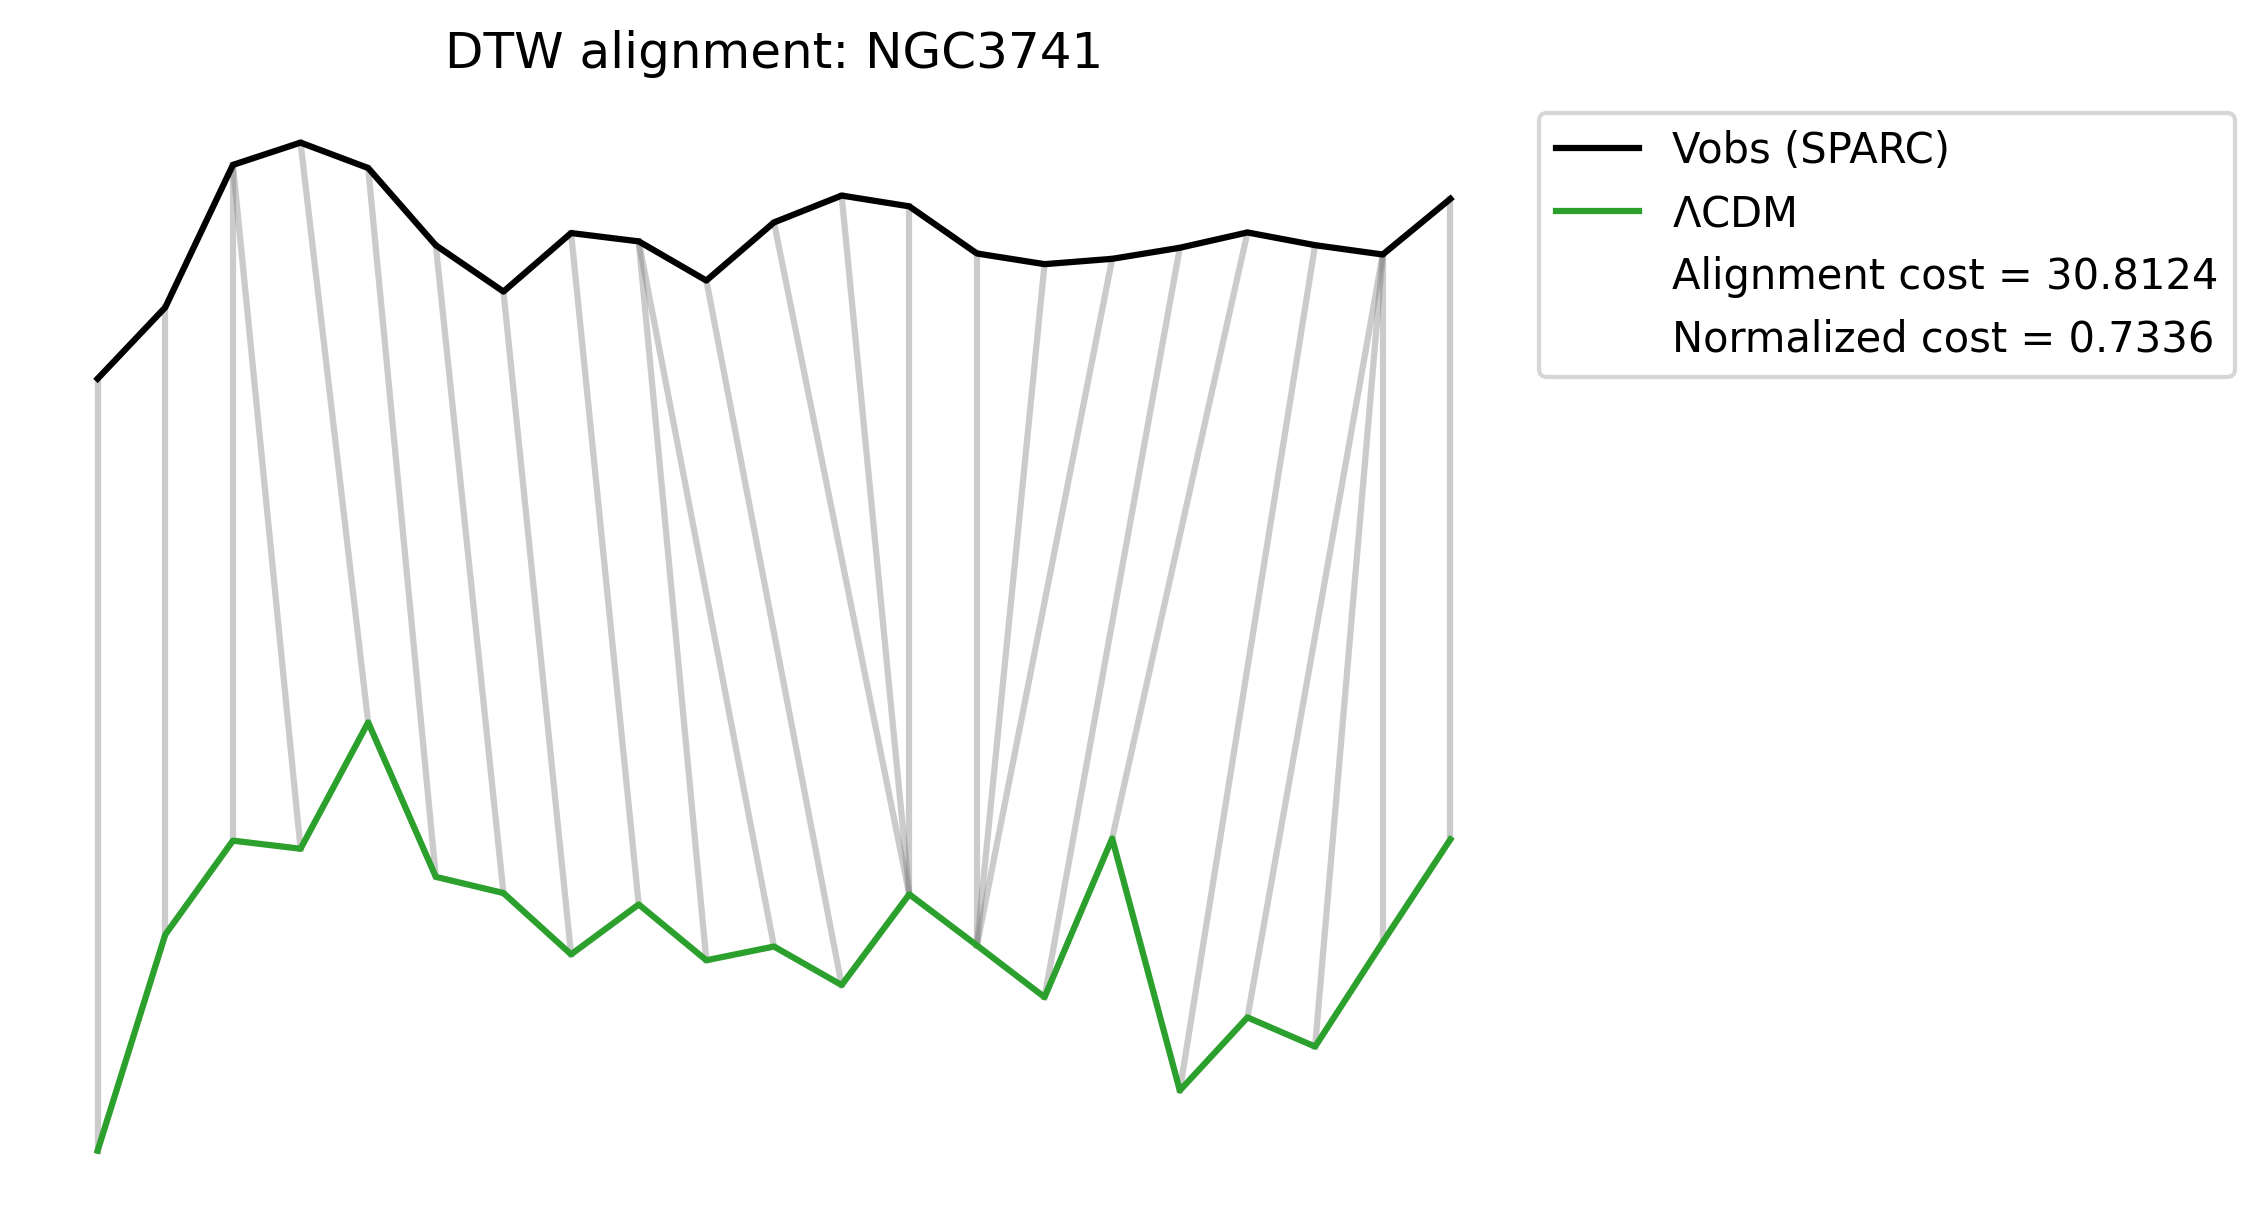 DTW alignment: NGC3741
Vobs (SPARC)
ΛCDM
Alignment cost = 30.8124
Normalized cost = 0.7336